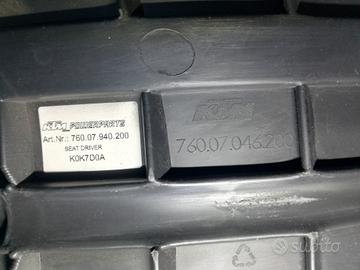 KTM POWERPARTS
Art.Nr.: 760.07.940.200
SEAT DRIVER
K0K7D0A
KTM
760.07.046.200
subito